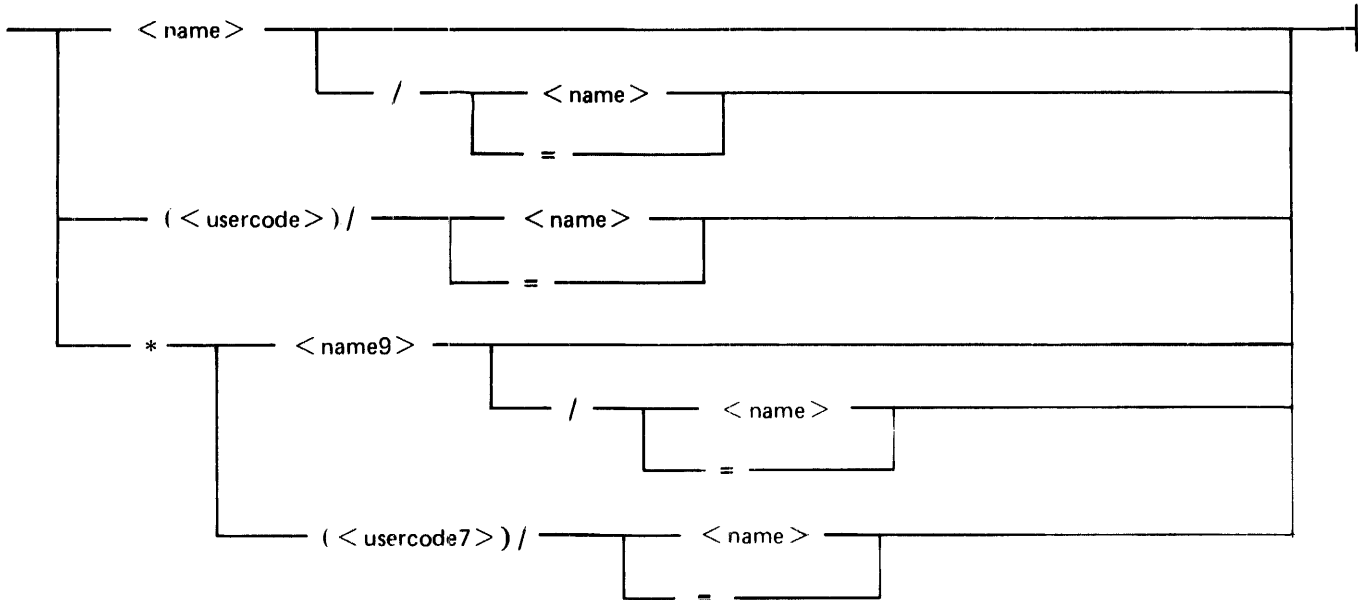 <name>
/ <name>
=
(<usercode>)/ <name>
=
* <name9>
/ <name>
=
(<usercode7>)/ <name>
=